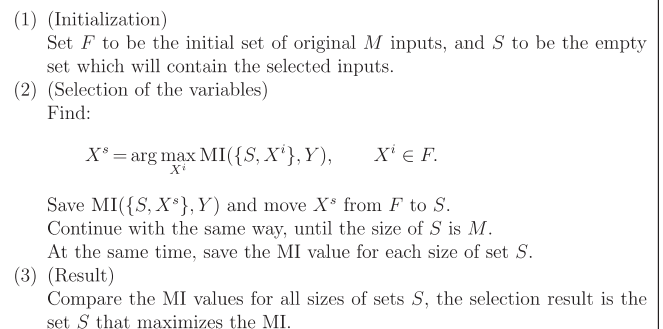 (1) (Initialization)
Set F to be the initial set of original M inputs, and S to be the empty
set which will contain the selected inputs.
(2) (Selection of the variables)
Find:
X^s = arg max_{X^i} MI({S, X^i}, Y), X^i ∈ F.
Save MI({S, X^s}, Y) and move X^s from F to S.
Continue with the same way, until the size of S is M.
At the same time, save the MI value for each size of set S.
(3) (Result)
Compare the MI values for all sizes of sets S, the selection result is the
set S that maximizes the MI.